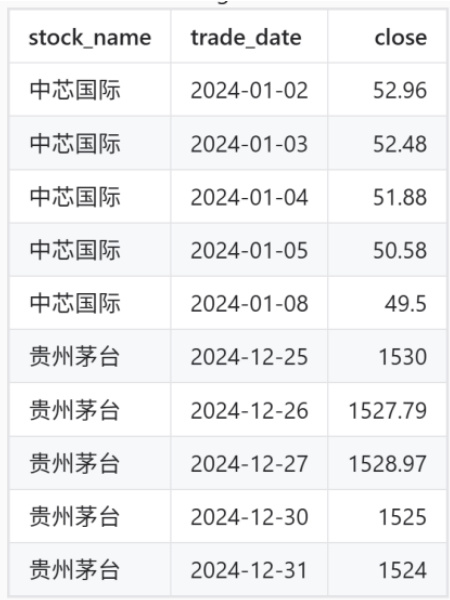 stock_name trade_date close
中芯国际 2024-01-02 52.96
中芯国际 2024-01-03 52.48
中芯国际 2024-01-04 51.88
中芯国际 2024-01-05 50.58
中芯国际 2024-01-08 49.5
贵州茅台 2024-12-25 1530
贵州茅台 2024-12-26 1527.79
贵州茅台 2024-12-27 1528.97
贵州茅台 2024-12-30 1525
贵州茅台 2024-12-31 1524